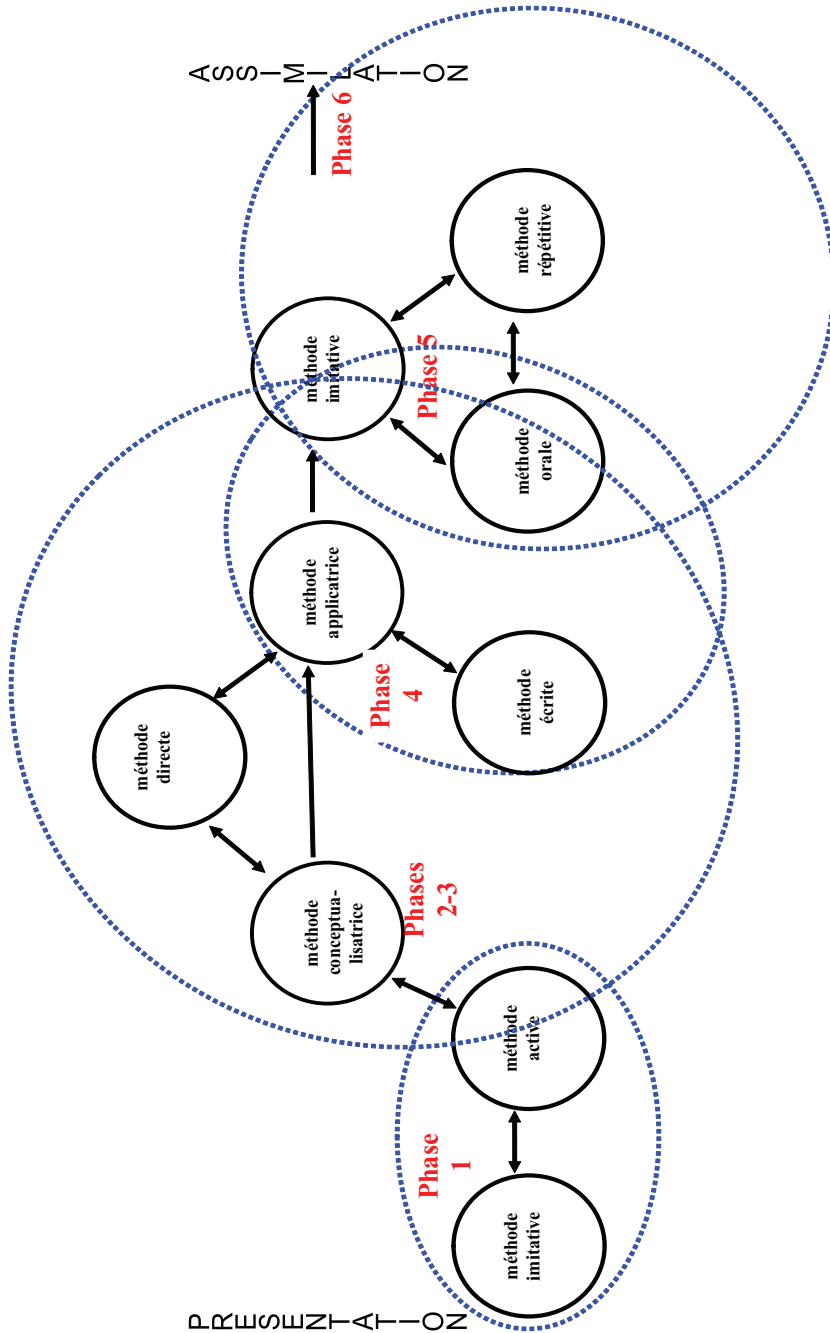 PRESENTATION
méthode
imitative
Phase
1
méthode
active
méthode
conceptua-
lisatrice
Phases
2-3
méthode
directe
méthode
applicatrice
Phase
4
méthode
écrite
méthode
imitative
Phase 5
méthode
orale
méthode
répétitive
Phase 6
ASSIMILATION